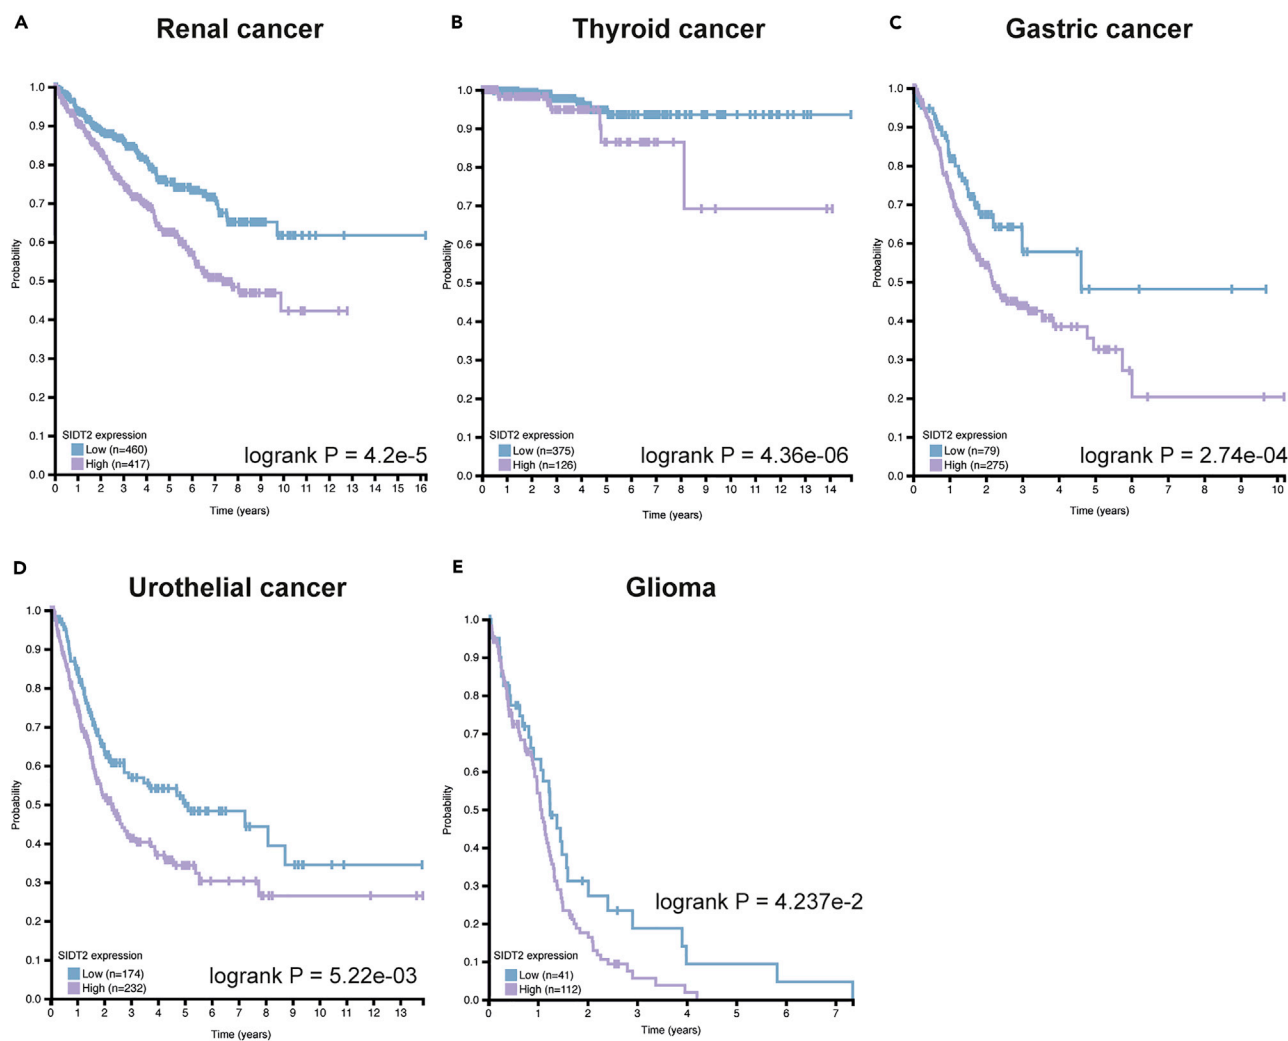 A
Renal cancer
1.0
0.9
0.8
0.7
0.6
0.5
0.4
0.3
0.2
0.1
0.0
Probability
SIDT2 expression
Low (n=460)
High (n=417)
logrank P = 4.2e-5
0 1 2 3 4 5 6 7 8 9 10 11 12 13 14 15 16
Time (years)
B
Thyroid cancer
1.0
0.9
0.8
0.7
0.6
0.5
0.4
0.3
0.2
0.1
0.0
Probability
SIDT2 expression
Low (n=375)
High (n=126)
logrank P = 4.36e-06
0 1 2 3 4 5 6 7 8 9 10 11 12 13 14
Time (years)
C
Gastric cancer
1.0
0.9
0.8
0.7
0.6
0.5
0.4
0.3
0.2
0.1
0.0
Probability
SIDT2 expression
Low (n=79)
High (n=275)
logrank P = 2.74e-04
0 1 2 3 4 5 6 7 8 9 10
Time (years)
D
Urothelial cancer
1.0
0.9
0.8
0.7
0.6
0.5
0.4
0.3
0.2
0.1
0.0
Probability
SIDT2 expression
Low (n=174)
High (n=232)
logrank P = 5.22e-03
0 1 2 3 4 5 6 7 8 9 10 11 12 13
Time (years)
E
Glioma
1.0
0.9
0.8
0.7
0.6
0.5
0.4
0.3
0.2
0.1
0.0
Probability
logrank P = 4.237e-2
SIDT2 expression
Low (n=41)
High (n=112)
0 1 2 3 4 5 6 7
Time (years)